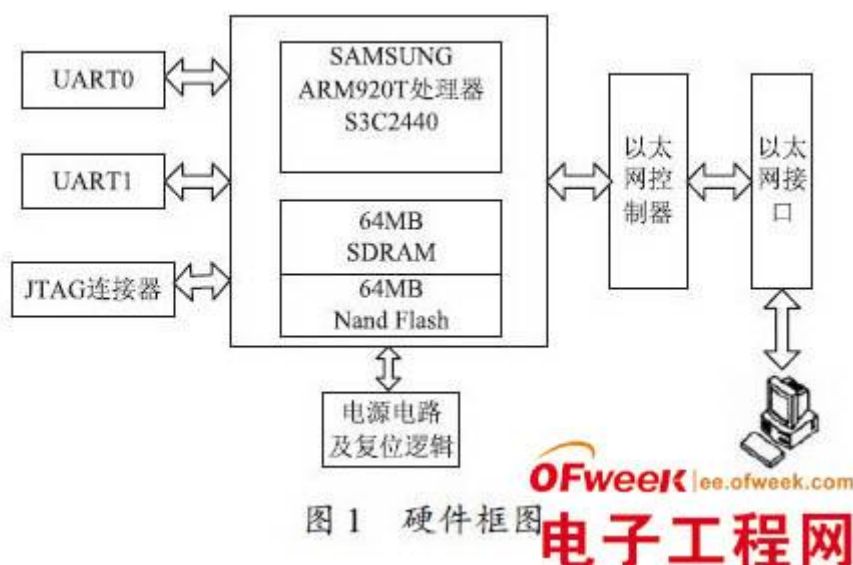 UART0
UART1
JTAG连接器
SAMSUNG
ARM920T处理器
S3C2440
64MB
SDRAM
64MB
Nand Flash
电源电路
及复位逻辑
以太
网控
制器
以太
网接
口
OFweek ee.ofweek.com
图 1 硬件框图
电子工程网